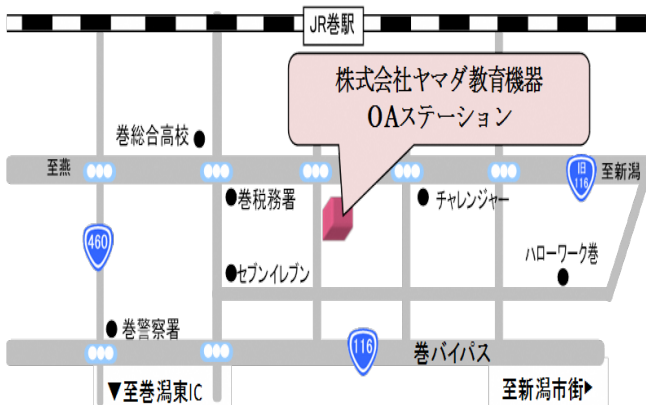 JR巻駅
株式会社ヤマダ教育機器
OAステーション
巻総合高校
至燕
旧
116
至新潟
巻税務署
チャレンジャー
460
ハローワーク巻
セブンイレブン
巻警察署
116
巻バイパス
▼至巻潟東IC
至新潟市街▶